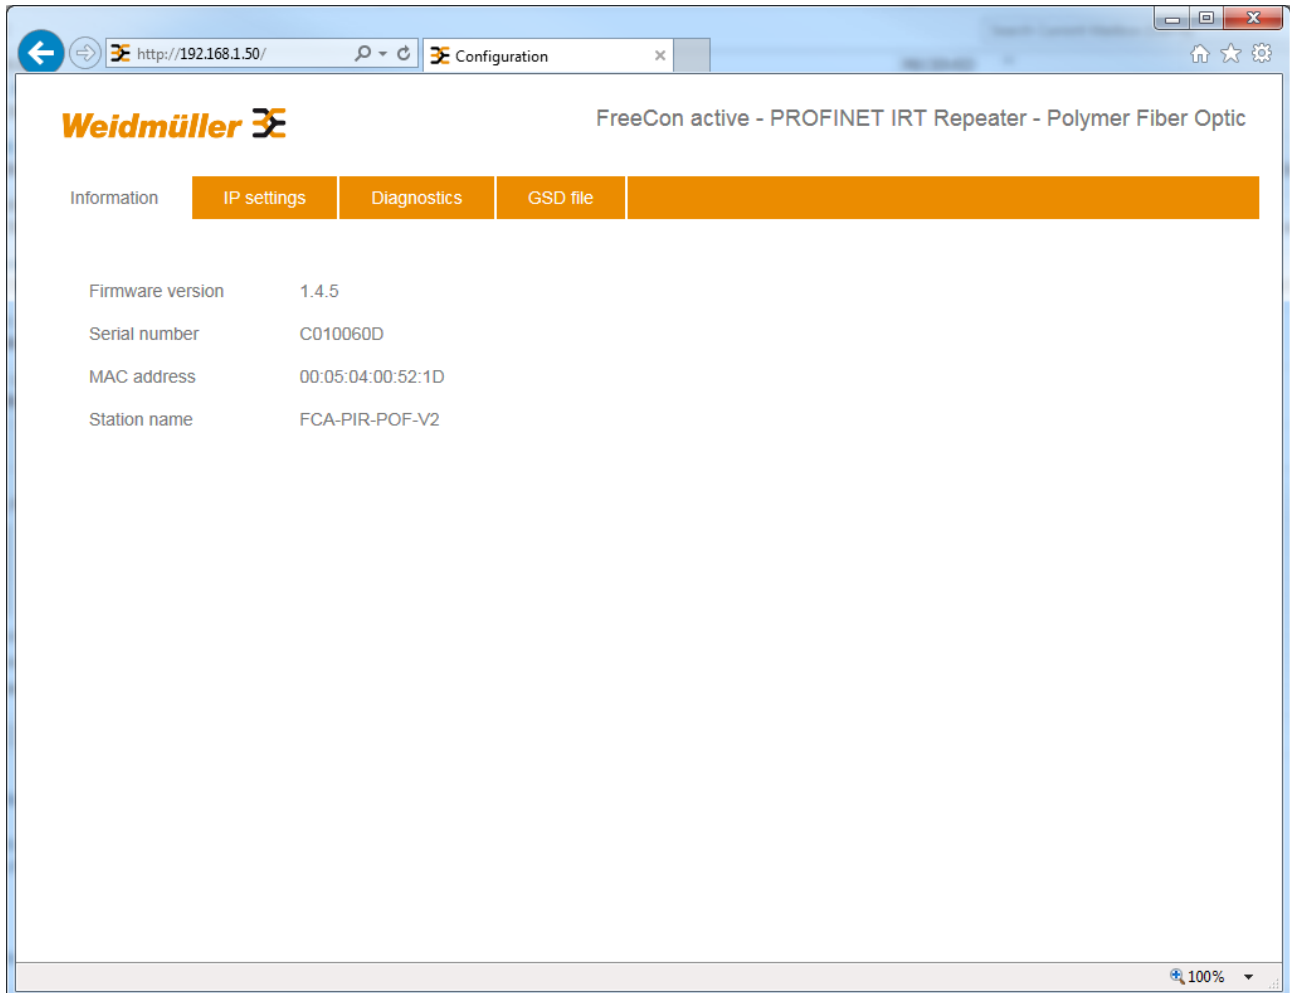 http://192.168.1.50/
Configuration
Weidmüller
FreeCon active - PROFINET IRT Repeater - Polymer Fiber Optic
Information IP settings Diagnostics GSD file
Firmware version 1.4.5
Serial number C010060D
MAC address 00:05:04:00:52:1D
Station name FCA-PIR-POF-V2
100%